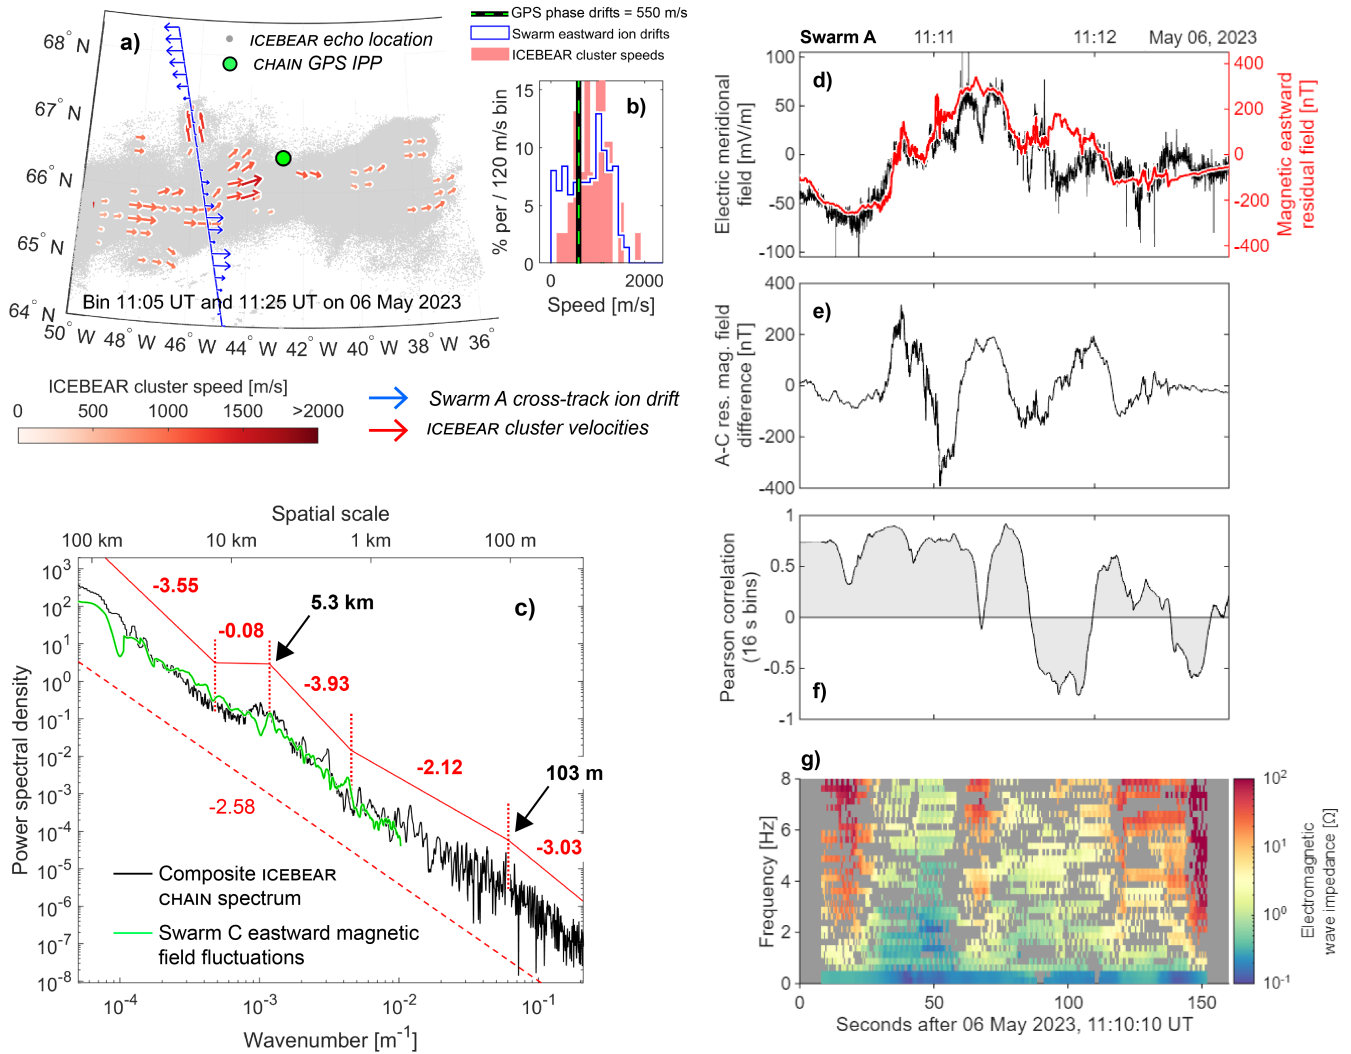 GPS phase drifts = 550 m/s
Swarm eastward ion drifts
ICEBEAR cluster speeds
a)
ICEBEAR echo location
CHAIN GPS IPP
68° N
67° N
66° N
65° N
64° N
Bin 11:05 UT and 11:25 UT on 06 May 2023
50° W
48° W
46° W
44° W
42° W
40° W
38° W
36° W
b)
% per / 120 m/s bin
15
10
5
0
0
2000
Speed [m/s]
ICEBEAR cluster speed [m/s]
0 500 1000 1500 >2000
Swarm A cross-track ion drift
ICEBEAR cluster velocities
Spatial scale
100 km 10 km 1 km 100 m
c)
-3.55
-0.08
5.3 km
-3.93
-2.12
103 m
-3.03
-2.58
Power spectral density
10³
10²
10¹
10⁰
10⁻¹
10⁻²
10⁻³
10⁻⁴
10⁻⁵
10⁻⁶
10⁻⁷
10⁻⁸
Composite ICEBEAR
CHAIN spectrum
Swarm C eastward magnetic
field fluctuations
10⁻⁴ 10⁻³ 10⁻² 10⁻¹
Wavenumber [m⁻¹]
Swarm A 11:11 11:12 May 06, 2023
d)
Electric meridional
field [mV/m]
100
50
0
-50
-100
400
200
0
-200
-400
Magnetic eastward
residual field [nT]
e)
A-C res. mag. field
difference [nT]
400
200
0
-200
-400
f)
Pearson correlation
(16 s bins)
1
0.5
0
-0.5
-1
g)
Frequency [Hz]
8
6
4
2
0
0 50 100 150
Seconds after 06 May 2023, 11:10:10 UT
10²
10¹
10⁰
10⁻¹
Electromagnetic
wave impedance [Ω]